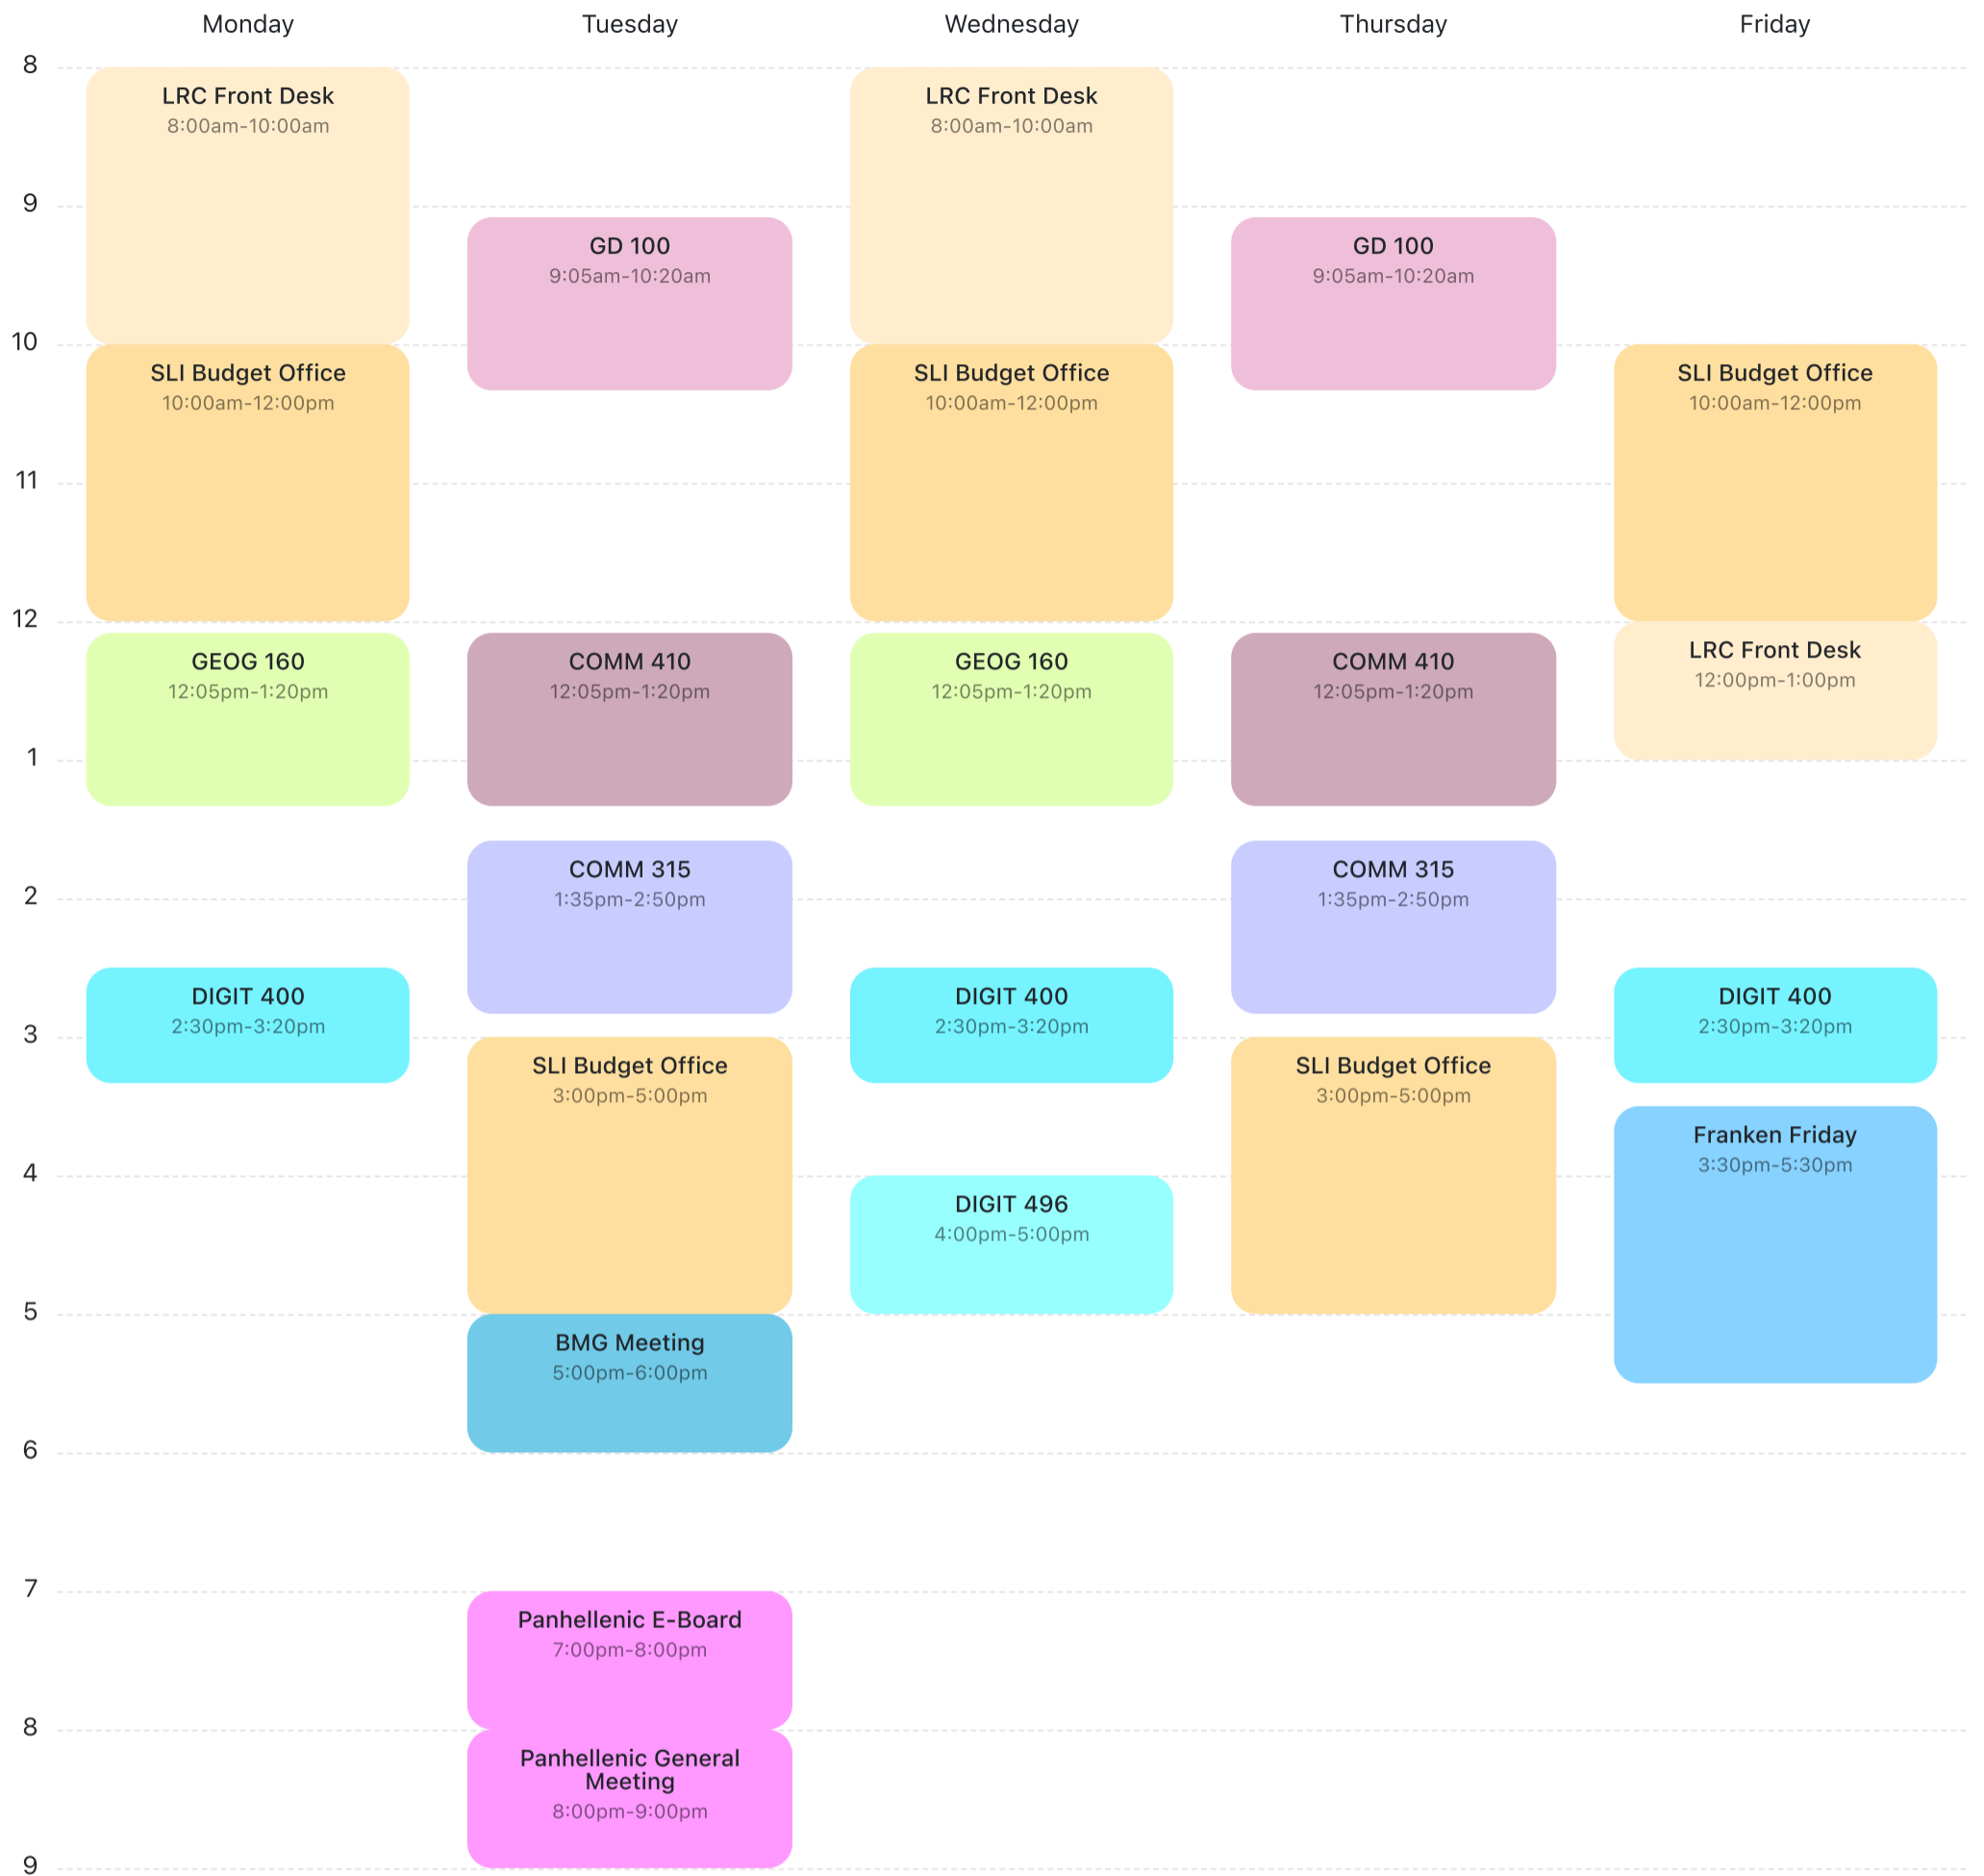 Monday
Tuesday
Wednesday
Thursday
Friday
8
LRC Front Desk
8:00am-10:00am
LRC Front Desk
8:00am-10:00am
9
GD 100
9:05am-10:20am
GD 100
9:05am-10:20am
10
SLI Budget Office
10:00am-12:00pm
SLI Budget Office
10:00am-12:00pm
SLI Budget Office
10:00am-12:00pm
11
12
GEOG 160
12:05pm-1:20pm
COMM 410
12:05pm-1:20pm
GEOG 160
12:05pm-1:20pm
COMM 410
12:05pm-1:20pm
LRC Front Desk
12:00pm-1:00pm
1
COMM 315
1:35pm-2:50pm
COMM 315
1:35pm-2:50pm
2
DIGIT 400
2:30pm-3:20pm
DIGIT 400
2:30pm-3:20pm
DIGIT 400
2:30pm-3:20pm
3
SLI Budget Office
3:00pm-5:00pm
SLI Budget Office
3:00pm-5:00pm
Franken Friday
3:30pm-5:30pm
4
DIGIT 496
4:00pm-5:00pm
5
BMG Meeting
5:00pm-6:00pm
6
7
Panhellenic E-Board
7:00pm-8:00pm
8
Panhellenic General
Meeting
8:00pm-9:00pm
9